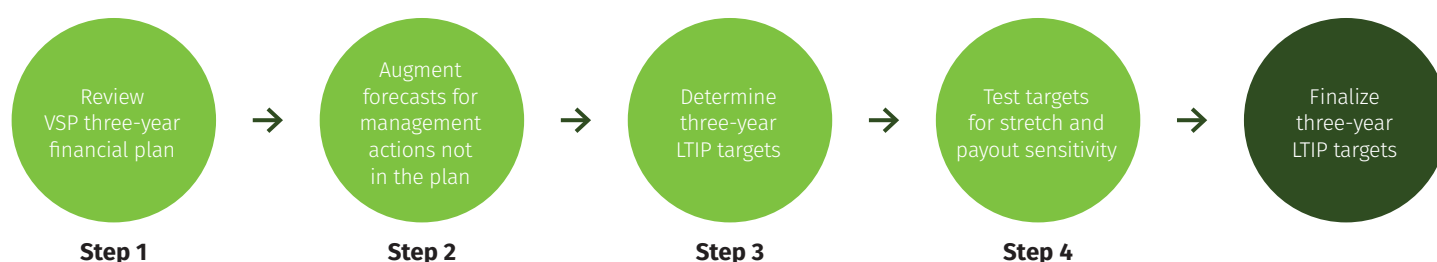 Review
VSP three-year
financial plan
Augment
forecasts for
management
actions not
in the plan
Determine
three-year
LTIP targets
Test targets
for stretch and
payout sensitivity
Finalize
three-year
LTIP targets
Step 1
Step 2
Step 3
Step 4